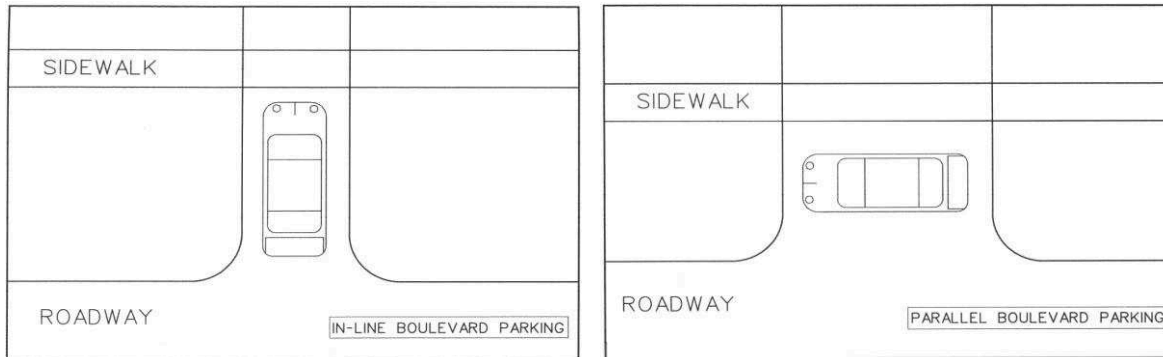 SIDEWALK
ROADWAY
IN-LINE BOULEVARD PARKING
SIDEWALK
ROADWAY
PARALLEL BOULEVARD PARKING